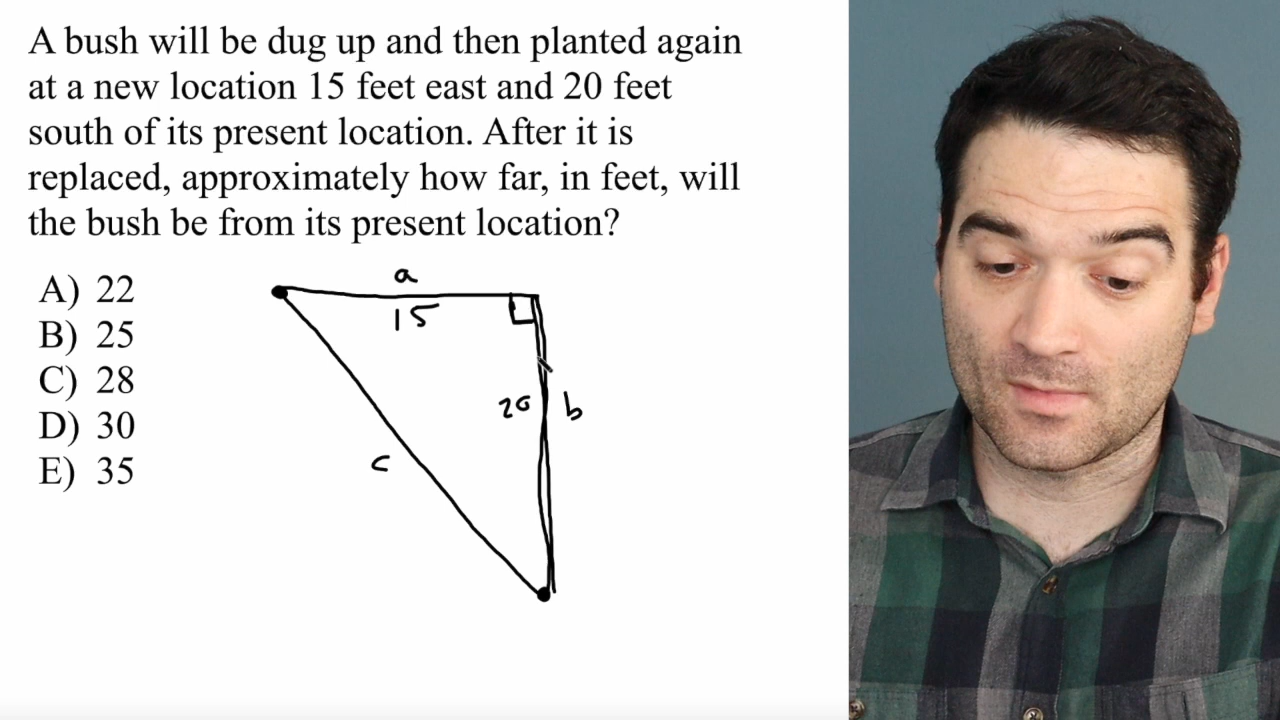 A bush will be dug up and then planted again
at a new location 15 feet east and 20 feet
south of its present location. After it is
replaced, approximately how far, in feet, will
the bush be from its present location?
A) 22
B) 25
C) 28
D) 30
E) 35
a
15
20 b
c